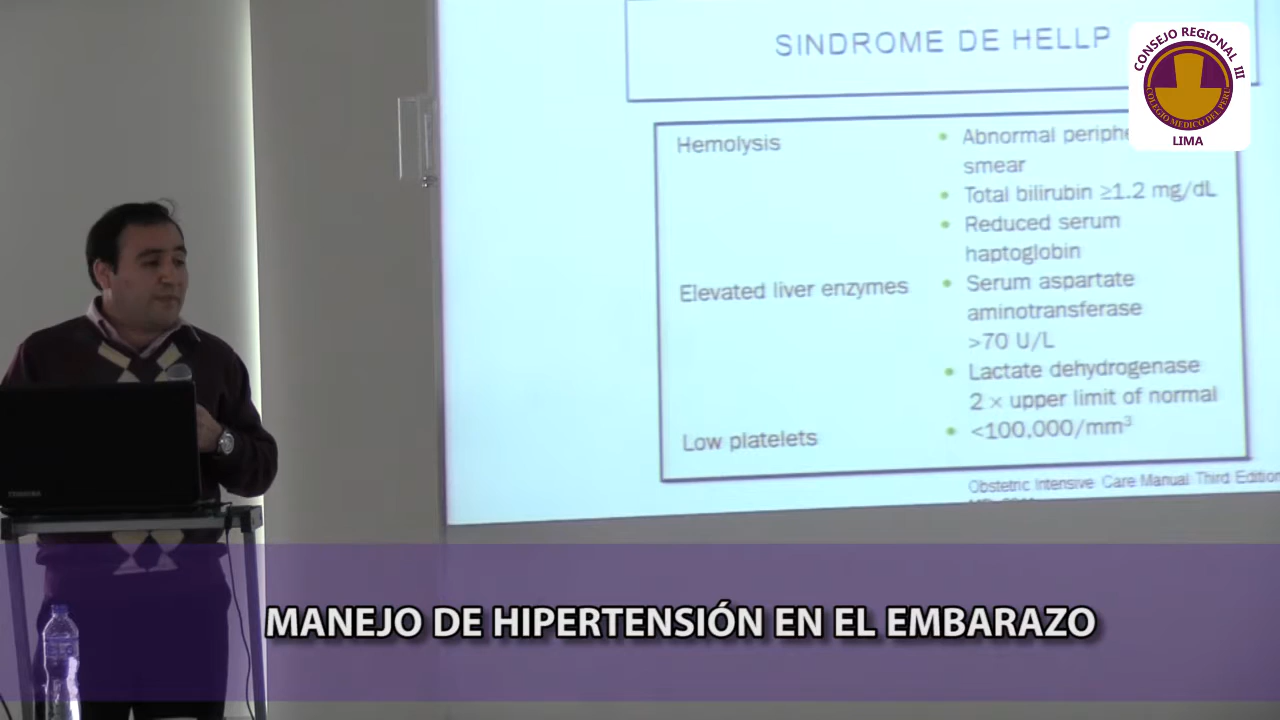 SINDROME DE HELLP
CONSEJO REGIONAL III
COLEGIO MEDICO DEL PERU
LIMA
Hemolysis
• Abnormal
smear
• Total bilirubin ≥1.2 mg/dL
• Reduced serum
haptoglobin
Elevated liver enzymes
• Serum aspartate
aminotransferase
>70 U/L
• Lactate dehydrogenase
2 × upper limit of normal
Low platelets
• <100,000/mm³
Obstetric Intensive Care Manual Third Edition
TOSHIBA
MANEJO DE HIPERTENSIÓN EN EL EMBARAZO